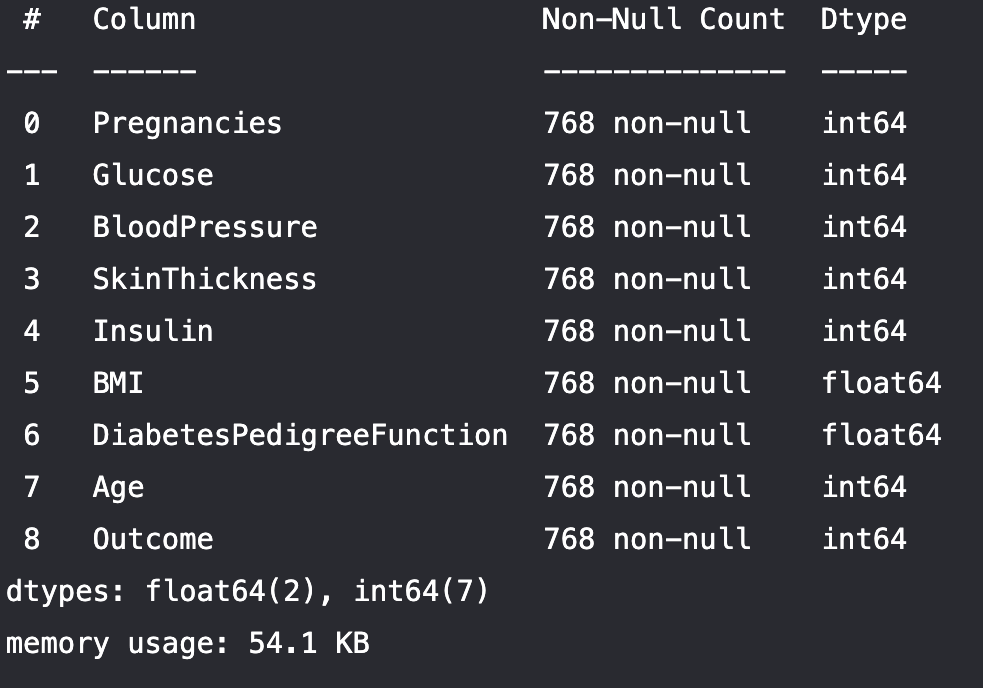 #   Column                    Non-Null Count  Dtype
---  ------                    --------------  -----
0   Pregnancies               768 non-null    int64
1   Glucose                   768 non-null    int64
2   BloodPressure             768 non-null    int64
3   SkinThickness             768 non-null    int64
4   Insulin                   768 non-null    int64
5   BMI                       768 non-null    float64
6   DiabetesPedigreeFunction  768 non-null    float64
7   Age                       768 non-null    int64
8   Outcome                   768 non-null    int64
dtypes: float64(2), int64(7)
memory usage: 54.1 KB